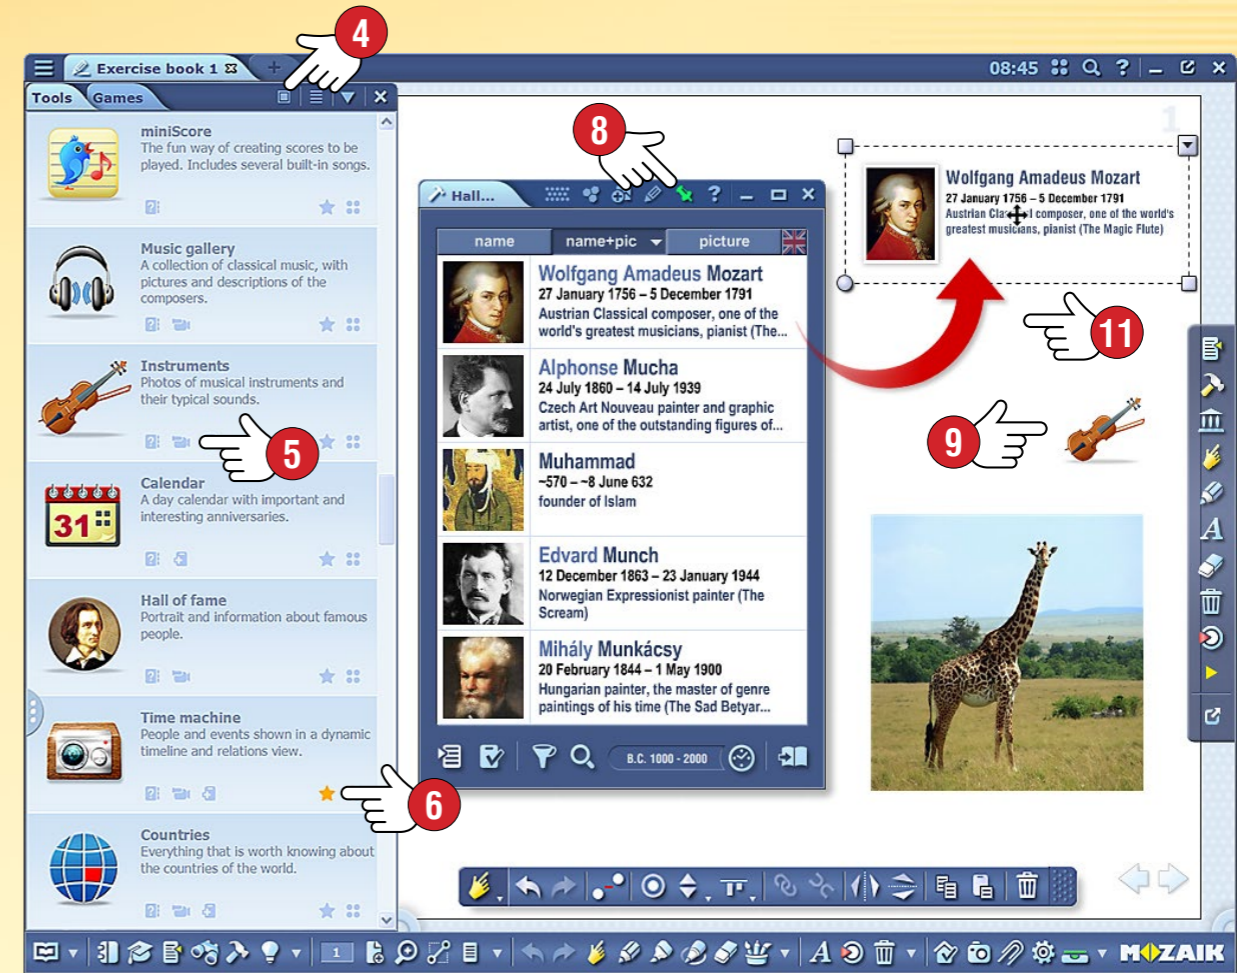 4
Exercise book 1
08:45
Tools Games
miniScore
The fun way of creating scores to be
played. Includes several built-in songs.
Music gallery
A collection of classical music, with
pictures and descriptions of the
composers.
Instruments
Photos of musical instruments and
their typical sounds.
5
Calendar
A day calendar with important and
interesting anniversaries.
31
Hall of fame
Portrait and information about famous
people.
Time machine
People and events shown in a dynamic
timeline and relations view.
6
Countries
Everything that is worth knowing about
the countries of the world.
8
Hall...
name name+pic picture
Wolfgang Amadeus Mozart
27 January 1756 – 5 December 1791
Austrian Classical composer, one of the
world's greatest musicians, pianist (The...
Alphonse Mucha
24 July 1860 – 14 July 1939
Czech Art Nouveau painter and graphic
artist, one of the outstanding figures of...
Muhammad
~570 – ~8 June 632
founder of Islam
Edvard Munch
12 December 1863 – 23 January 1944
Norwegian Expressionist painter (The
Scream)
Mihály Munkácsy
20 February 1844 – 1 May 1900
Hungarian painter, the master of genre
paintings of his time (The Sad Betyar...
B.C. 1000 - 2000
1
Wolfgang Amadeus Mozart
27 January 1756 – 5 December 1791
Austrian Cla l composer, one of the world's
greatest musicians, pianist (The Magic Flute)
11
9
A
1
A
MOZAIK